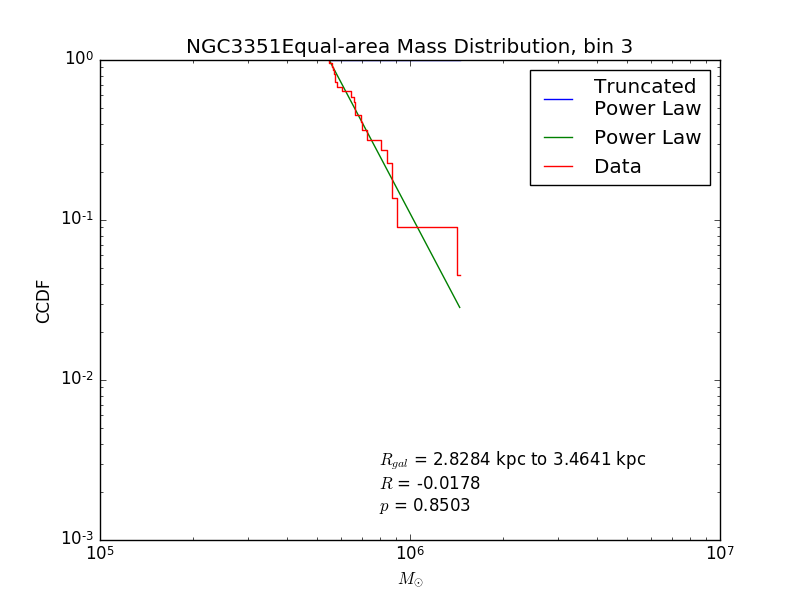 NGC3351Equal-area Mass Distribution, bin 3
10^0
Truncated
Power Law
Power Law
Data
10^-1
CCDF
10^-2
R_gal = 2.8284 kpc to 3.4641 kpc
R = -0.0178
p = 0.8503
10^-3
10^5 10^6 10^7
M_⊙